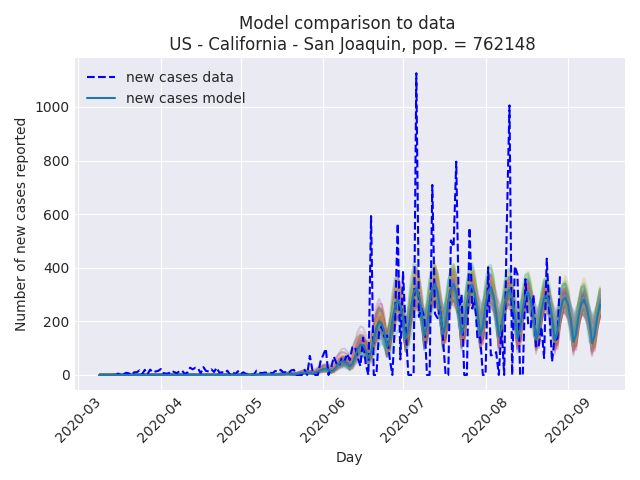 Model comparison to data
US - California - San Joaquin, pop. = 762148
new cases data
new cases model
Number of new cases reported
1000
800
600
400
200
0
2020-03
2020-04
2020-05
2020-06
2020-07
2020-08
2020-09
Day